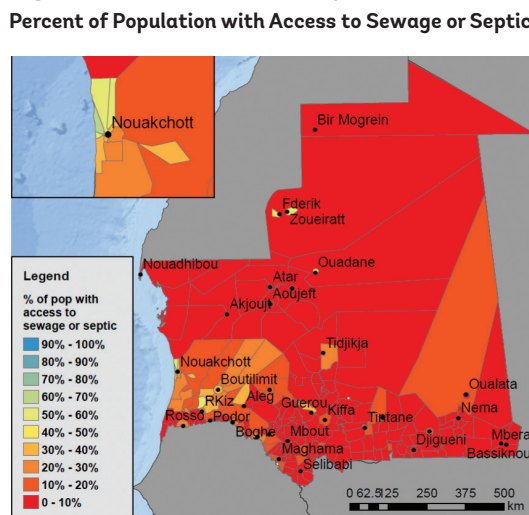 Percent of Population with Access to Sewage or Septic
Nouakchott
Bir Mogrein
Fderik
Zoueiratt
Nouadhibou
Ouadane
Atar
Aoujeft
Akjoujt
Tidjikja
Nouakchott
Boutilimit
Oualata
RKiz
Aleg
Guerou
Kiffa
Nema
Rosso
Podor
Tintane
Mbera
Boghe
Mbout
Djigueni
Bassiknou
Maghama
Selibabi
Legend
% of pop with
access to
sewage or septic
90% - 100%
80% - 90%
70% - 80%
60% - 70%
50% - 60%
40% - 50%
30% - 40%
20% - 30%
10% - 20%
0 - 10%
0 62.5 125 250 375 500
km